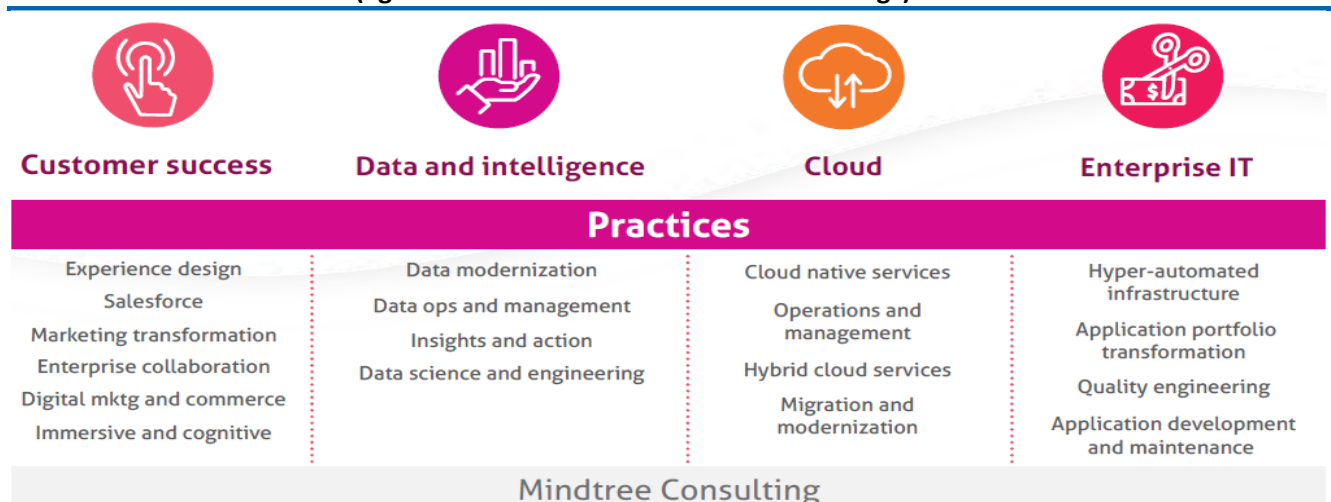 Customer success
Data and intelligence
Cloud
Enterprise IT
Practices
Experience design
Salesforce
Marketing transformation
Enterprise collaboration
Digital mktg and commerce
Immersive and cognitive
Data modernization
Data ops and management
Insights and action
Data science and engineering
Cloud native services
Operations and
management
Hybrid cloud services
Migration and
modernization
Hyper-automated
infrastructure
Application portfolio
transformation
Quality engineering
Application development
and maintenance
Mindtree Consulting